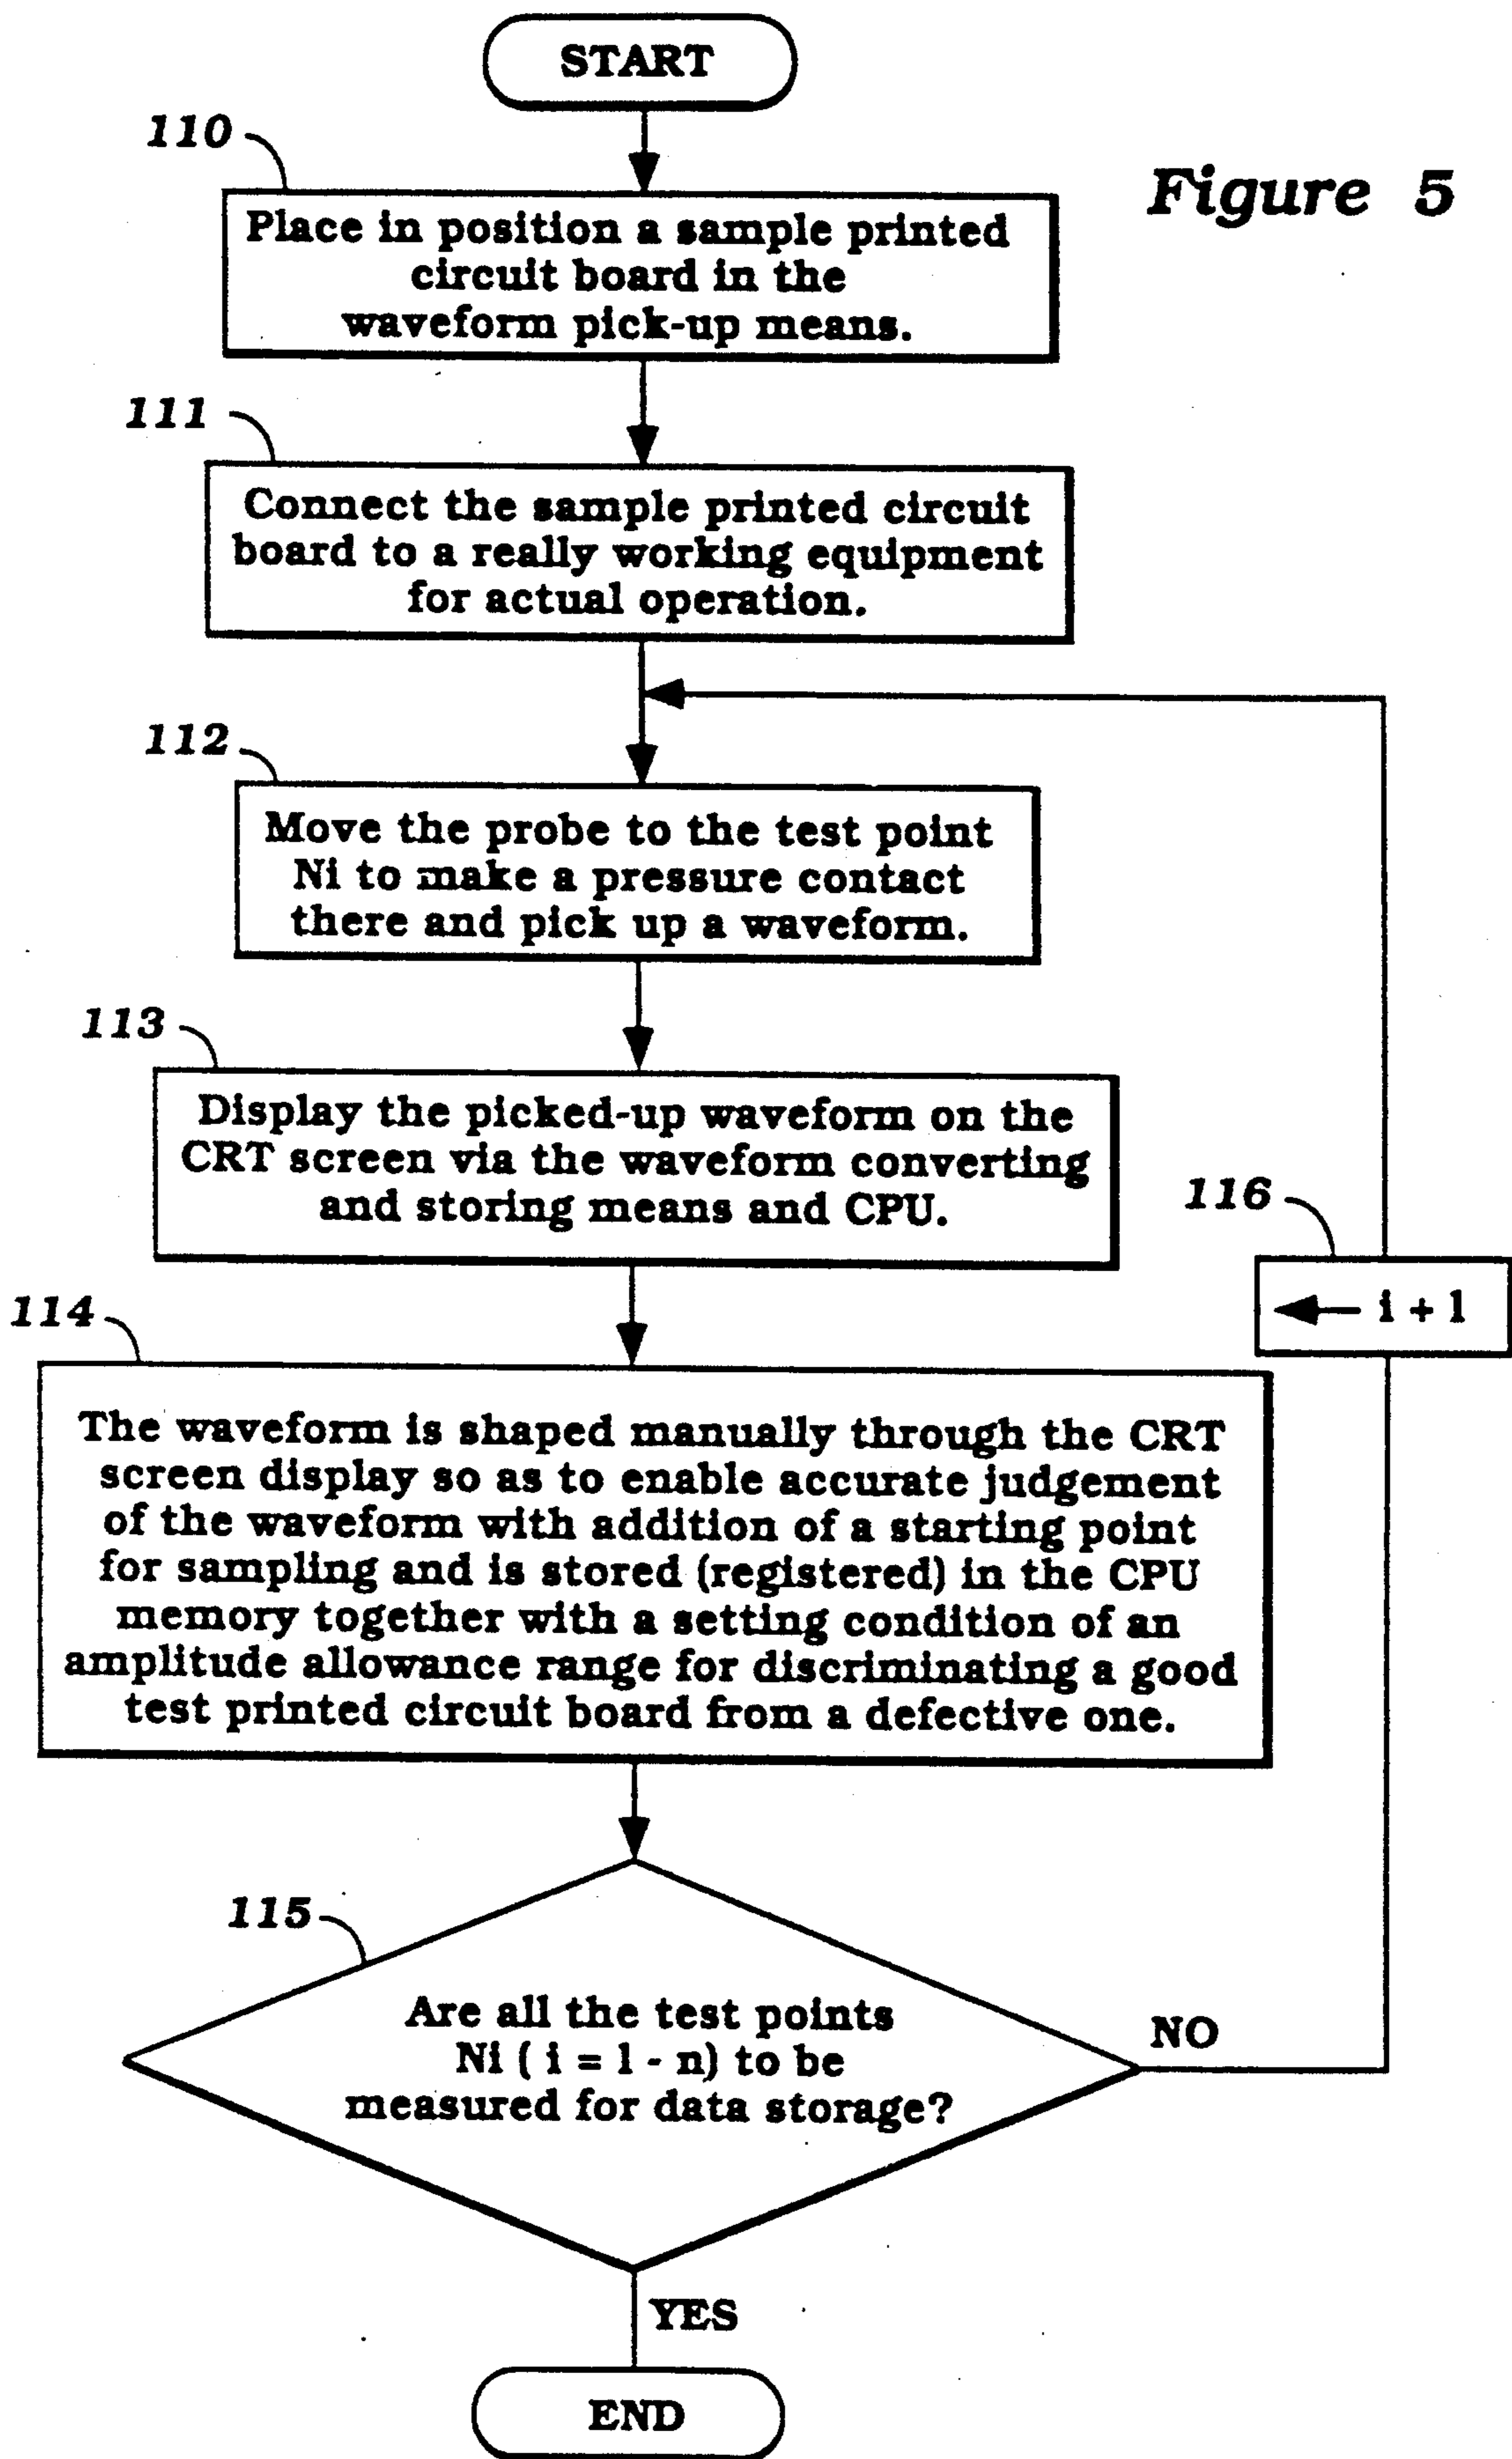 START
110
Figure 5
Place in position a sample printed
circuit board in the
waveform pick-up means.
111
Connect the sample printed circuit
board to a really working equipment
for actual operation.
112
Move the probe to the test point
Ni to make a pressure contact
there and pick up a waveform.
113
Display the picked-up waveform on the
CRT screen via the waveform converting
and storing means and CPU.
116
← i + 1
114
The waveform is shaped manually through the CRT
screen display so as to enable accurate judgement
of the waveform with addition of a starting point
for sampling and is stored (registered) in the CPU
memory together with a setting condition of an
amplitude allowance range for discriminating a good
test printed circuit board from a defective one.
115
Are all the test points
Ni ( i = 1 - n) to be
measured for data storage?
NO
YES
END